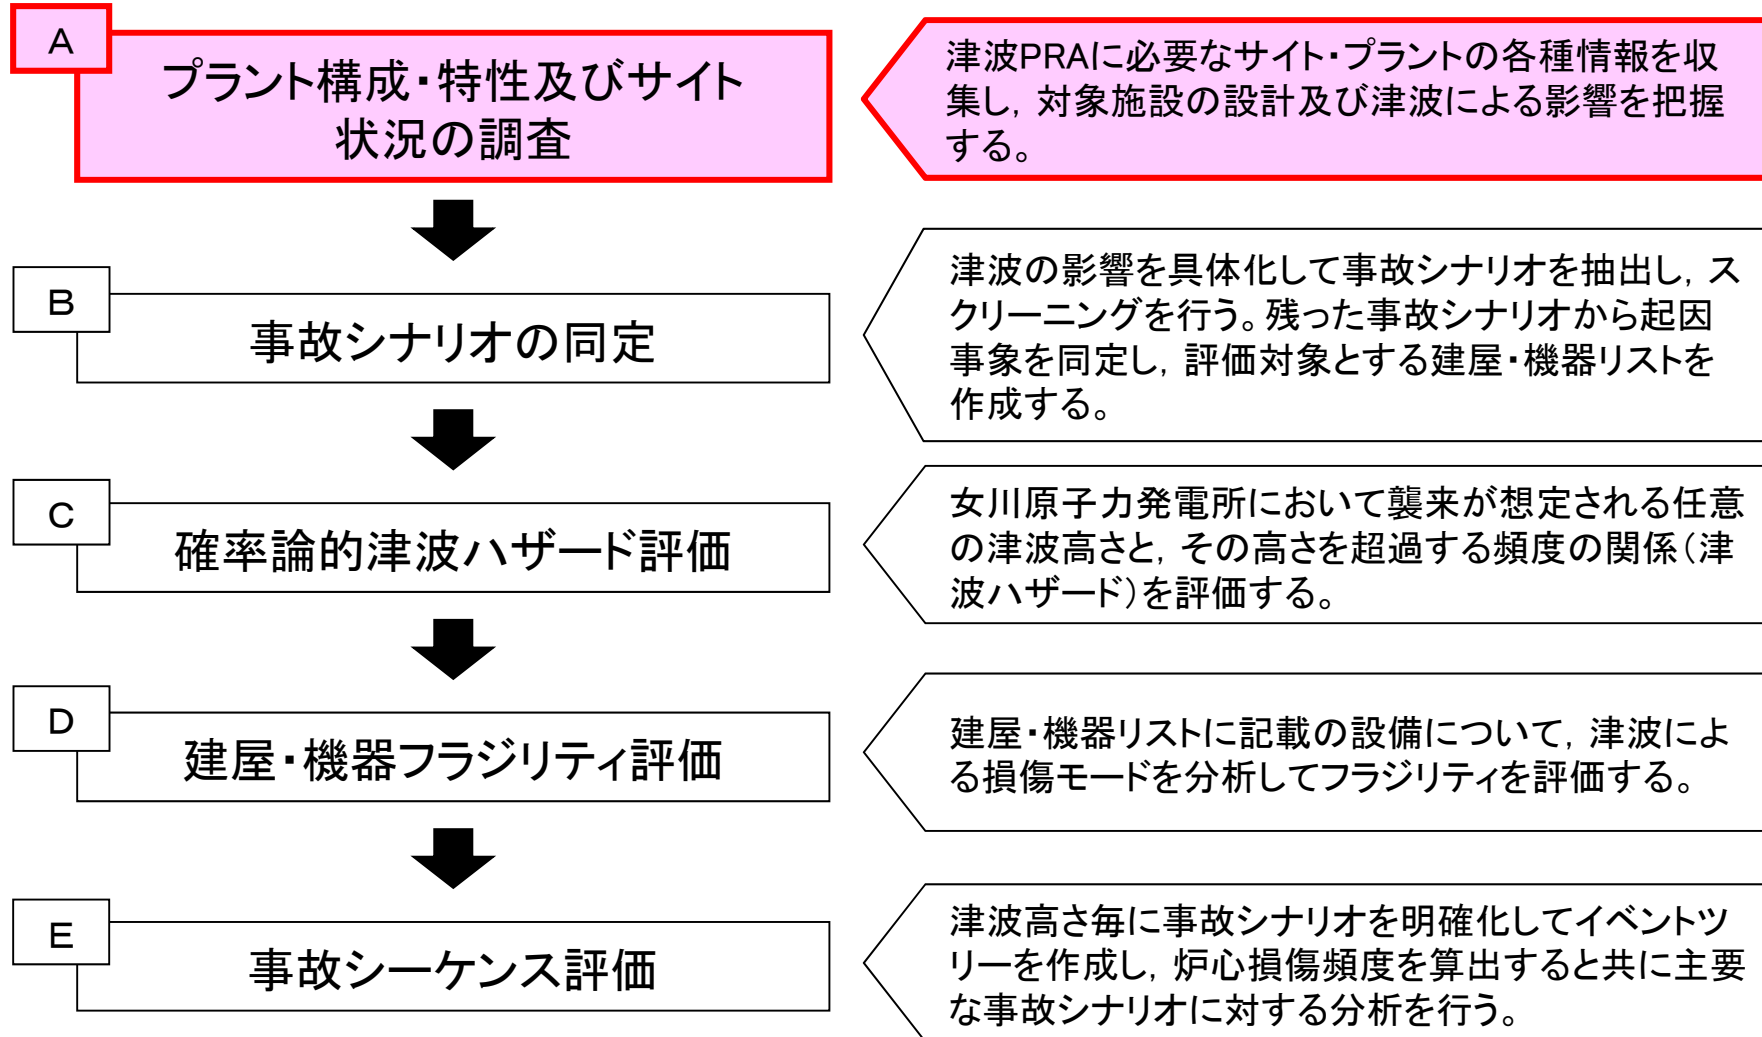 A
プラント構成・特性及びサイト
状況の調査
津波PRAに必要なサイト・プラントの各種情報を収
集し，対象施設の設計及び津波による影響を把握
する。
B
事故シナリオの同定
津波の影響を具体化して事故シナリオを抽出し，ス
クリーニングを行う。残った事故シナリオから起因
事象を同定し，評価対象とする建屋・機器リストを
作成する。
C
確率論的津波ハザード評価
女川原子力発電所において襲来が想定される任意
の津波高さと，その高さを超過する頻度の関係（津
波ハザード）を評価する。
D
建屋・機器フラジリティ評価
建屋・機器リストに記載の設備について，津波によ
る損傷モードを分析してフラジリティを評価する。
E
事故シーケンス評価
津波高さ毎に事故シナリオを明確化してイベントツ
リーを作成し，炉心損傷頻度を算出すると共に主要
な事故シナリオに対する分析を行う。